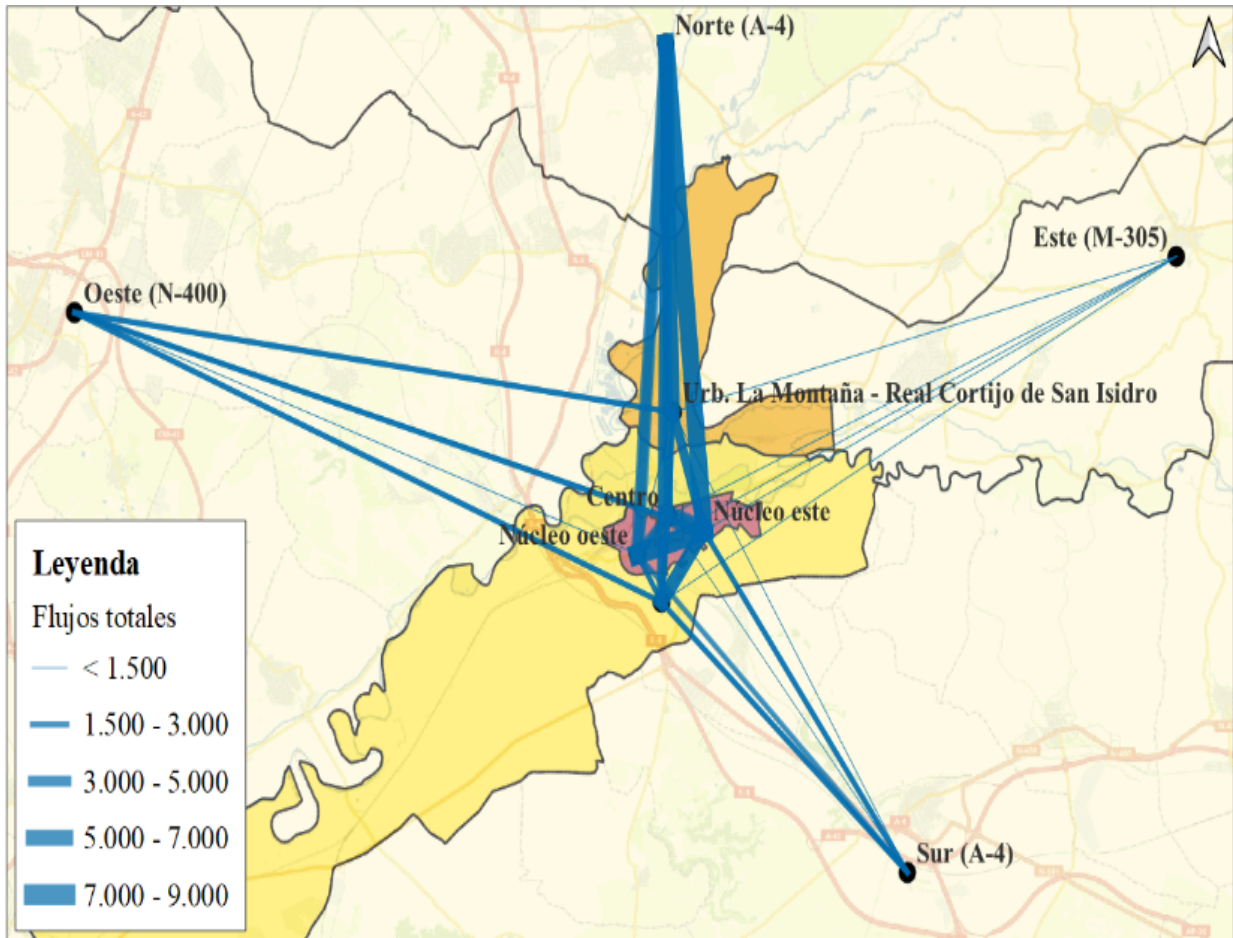 Norte (A-4)
Este (M-305)
Oeste (N-400)
Urb. La Montaña - Real Cortijo de San Isidro
Centro
Núcleo este
Núcleo oeste
Sur (A-4)
Leyenda
Flujos totales
< 1.500
1.500 - 3.000
3.000 - 5.000
5.000 - 7.000
7.000 - 9.000